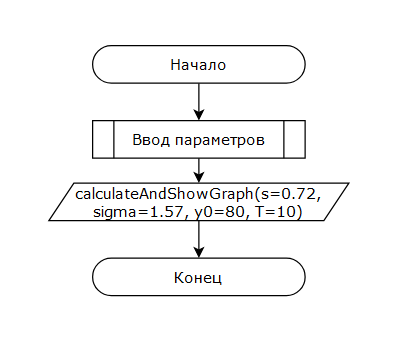 Начало
Ввод параметров
calculateAndShowGraph(s=0.72,
sigma=1.57, y0=80, T=10)
Конец